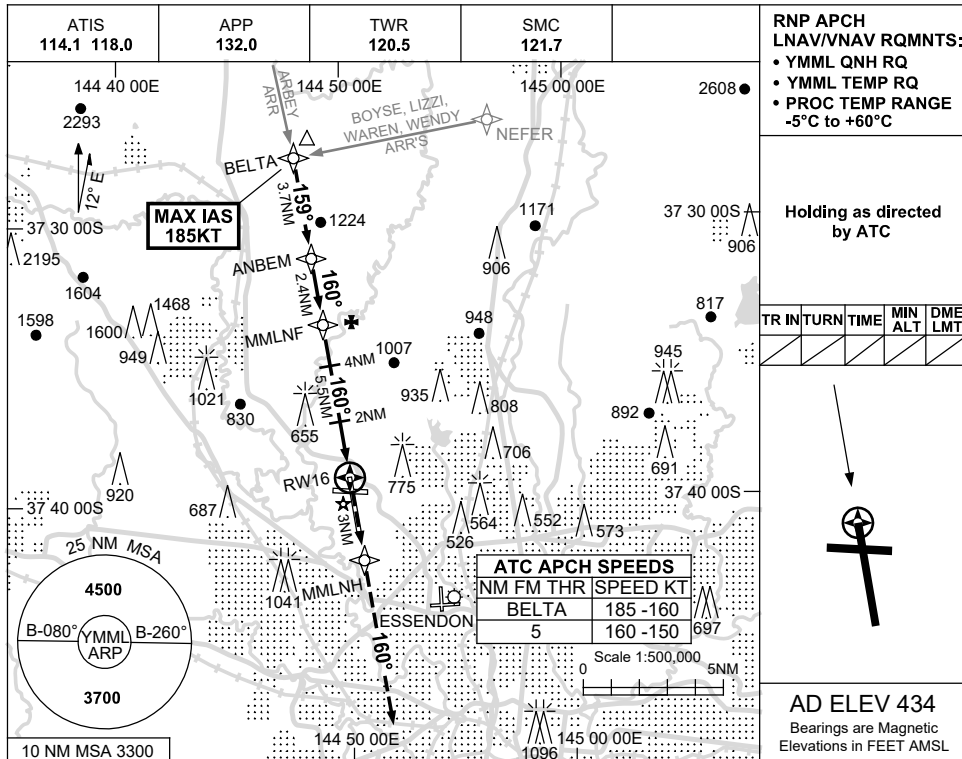 ATIS
114.1 118.0
APP
132.0
TWR
120.5
SMC
121.7
RNP APCH
LNAV/VNAV RQMNTS:
• YMML QNH RQ
• YMML TEMP RQ
• PROC TEMP RANGE
-5°C to +60°C
Holding as directed
by ATC
TR IN TURN TIME MIN ALT DME LMT
AD ELEV 434
Bearings are Magnetic
Elevations in FEET AMSL
144 40 00E
144 50 00E
145 00 00E
2608
2293
ARBEY
ARR
BOYSE, LIZZI,
WAREN, WENDY
ARR'S
NEFER
BELTA
12° E
159°
3.7NM
MAX IAS
185KT
1224
1171
37 30 00S
37 30 00S
906
906
2195
ANBEM
160°
2.4NM
1604
1468
1598
1600
949
MMLNF
948
817
4NM
1007
945
1021
830
5.5NM
160°
935
808
892
655
2NM
706
691
920
RW16
775
687
37 40 00S
37 40 00S
3NM
564
552
573
526
25 NM MSA
4500
B-080°
YMML
ARP
B-260°
3700
1041
MMLNH
ESSENDON
ATC APCH SPEEDS
NM FM THR SPEED KT
BELTA 185 -160
5 160 -150
697
160°
Scale 1:500,000
0 5NM
144 50 00E
145 00 00E
1096
10 NM MSA 3300